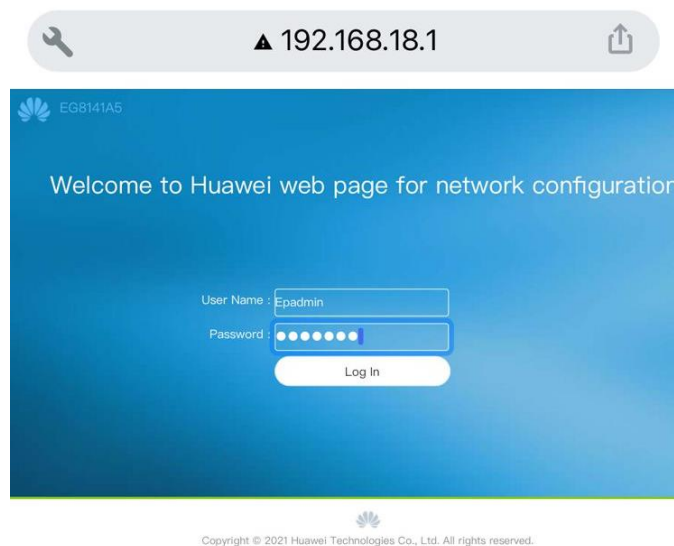 192.168.18.1
EG8141A5
Welcome to Huawei web page for network configuration
User Name : Epadmin
Password :
Log In
Copyright © 2021 Huawei Technologies Co., Ltd. All rights reserved.